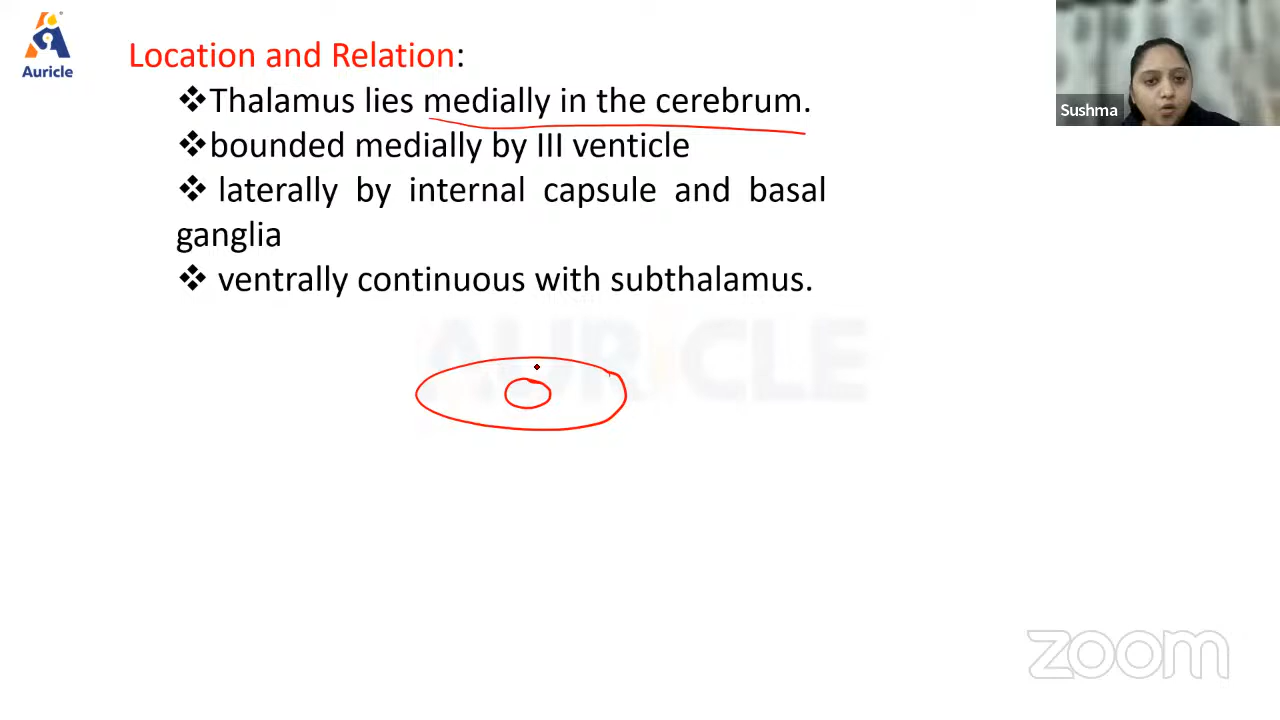 Auricle
Location and Relation:
❖Thalamus lies medially in the cerebrum.
❖bounded medially by III venticle
❖ laterally by internal capsule and basal
ganglia
❖ ventrally continuous with subthalamus.
AURICLE
Sushma
zoom